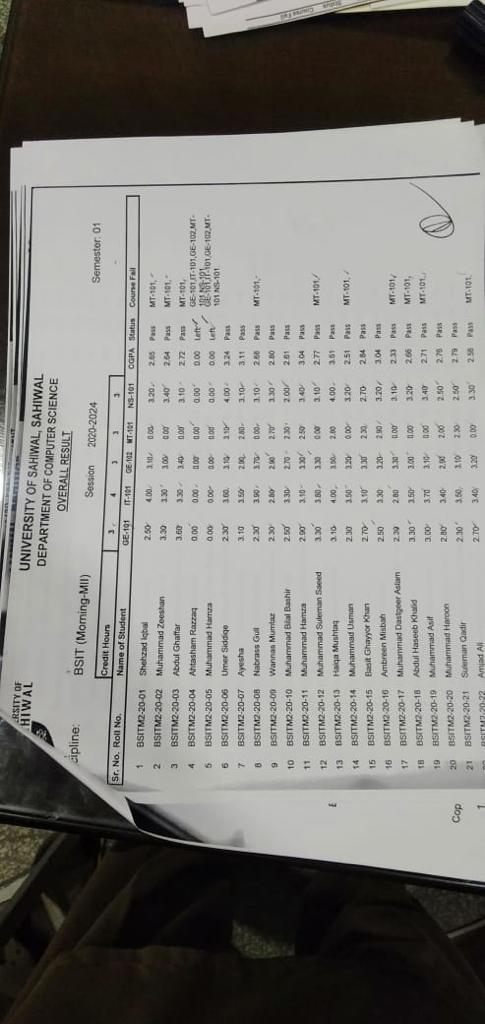 UNIVERSITY OF SAHIWAL, SAHIWAL
DEPARTMENT OF COMPUTER SCIENCE
OVERALL RESULT
BSIT (Morning-MII) Session 2020-2024 Semester: 01
Credit Hours 3 4 3 3 3
Sr. No. Roll No. Name of Student GE-101 IT-101 GE-102 MT-101 NS-101 CGPA Status Course Fail
1 BSITM2-20-01 Shehzad Iqbal 2.50 4.00 3.10 0.00 3.20 2.65 Pass MT-101,
2 BSITM2-20-02 Muhammad Zeeshan 3.30 3.30 3.00 0.00 3.40 2.64 Pass MT-101,
3 BSITM2-20-03 Abdul Ghaffar 3.60 3.30 3.40 0.00 3.10 2.72 Pass MT-101,
4 BSITM2-20-04 Ahtasham Razzaq 0.00 0.00 0.00 0.00 0.00 0.00 Left GE-101,IT-101,GE-102,MT-101,NS-101
5 BSITM2-20-05 Muhammad Hamza 0.00 0.00 0.00 0.00 0.00 0.00 Left GE-101,IT-101,GE-102,MT-101,NS-101
6 BSITM2-20-06 Umer Siddiqe 2.30 3.60 3.10 3.10 4.00 3.24 Pass
7 BSITM2-20-07 Ayesha 3.10 3.50 2.90 2.80 3.10 3.11 Pass
8 BSITM2-20-08 Nabrass Gull 2.30 3.90 3.70 0.00 3.10 2.68 Pass MT-101,
9 BSITM2-20-09 Wannas Mumtaz 2.30 2.80 2.90 2.70 3.30 2.80 Pass
10 BSITM2-20-10 Muhammad Bilal Bashir 2.50 3.30 2.70 2.30 2.00 2.61 Pass
11 BSITM2-20-11 Muhammad Hamza 2.90 3.10 3.30 2.50 3.40 3.04 Pass
12 BSITM2-20-12 Muhammad Suleman Saeed 3.30 3.60 3.30 0.00 3.10 2.77 Pass MT-101,
13 BSITM2-20-13 Haiqa Mushtaq 3.10 4.00 3.50 2.80 4.00 3.51 Pass
14 BSITM2-20-14 Muhammad Usman 2.30 3.50 3.20 0.00 3.20 2.51 Pass MT-101,
15 BSITM2-20-15 Basit Ghayyor Khan 2.70 3.10 3.30 2.30 2.70 2.84 Pass
16 BSITM2-20-16 Ambreen Misbah 2.50 3.30 3.20 2.90 3.20 3.04 Pass
17 BSITM2-20-17 Muhammad Dastgeer Aslam 2.30 2.80 3.30 0.00 3.10 2.33 Pass MT-101,
18 BSITM2-20-18 Abdul Haseeb Khalid 3.30 3.50 3.00 0.00 3.20 2.66 Pass MT-101,
19 BSITM2-20-19 Muhammad Asif 3.00 3.70 3.10 0.00 3.40 2.71 Pass MT-101,
20 BSITM2-20-20 Muhammad Haroon 2.80 3.40 2.90 2.00 2.50 2.76 Pass
21 BSITM2-20-21 Suleman Qadir 2.30 3.50 3.10 2.30 2.50 2.79 Pass
BSITM2-20-22 Amjad Ali 2.70 3.40 3.20 0.00 3.30 2.58 Pass MT-101,
Cop